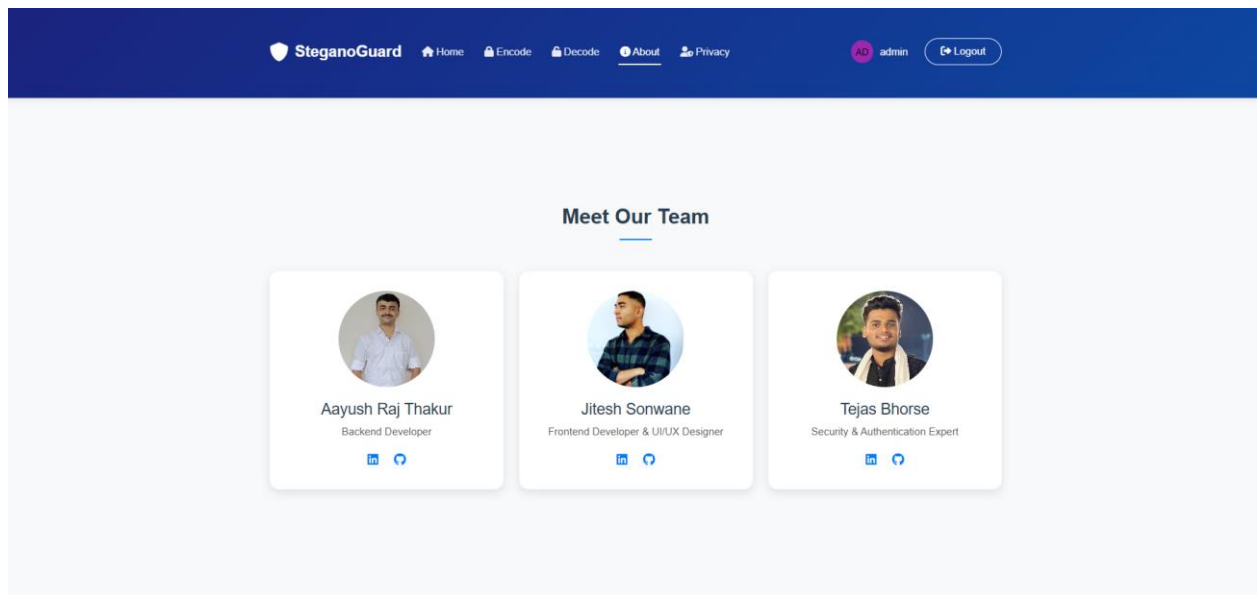 SteganoGuard Home Encode Decode About Privacy AD admin Logout
Meet Our Team
Aayush Raj Thakur
Backend Developer
Jitesh Sonwane
Frontend Developer & UI/UX Designer
Tejas Bhorse
Security & Authentication Expert